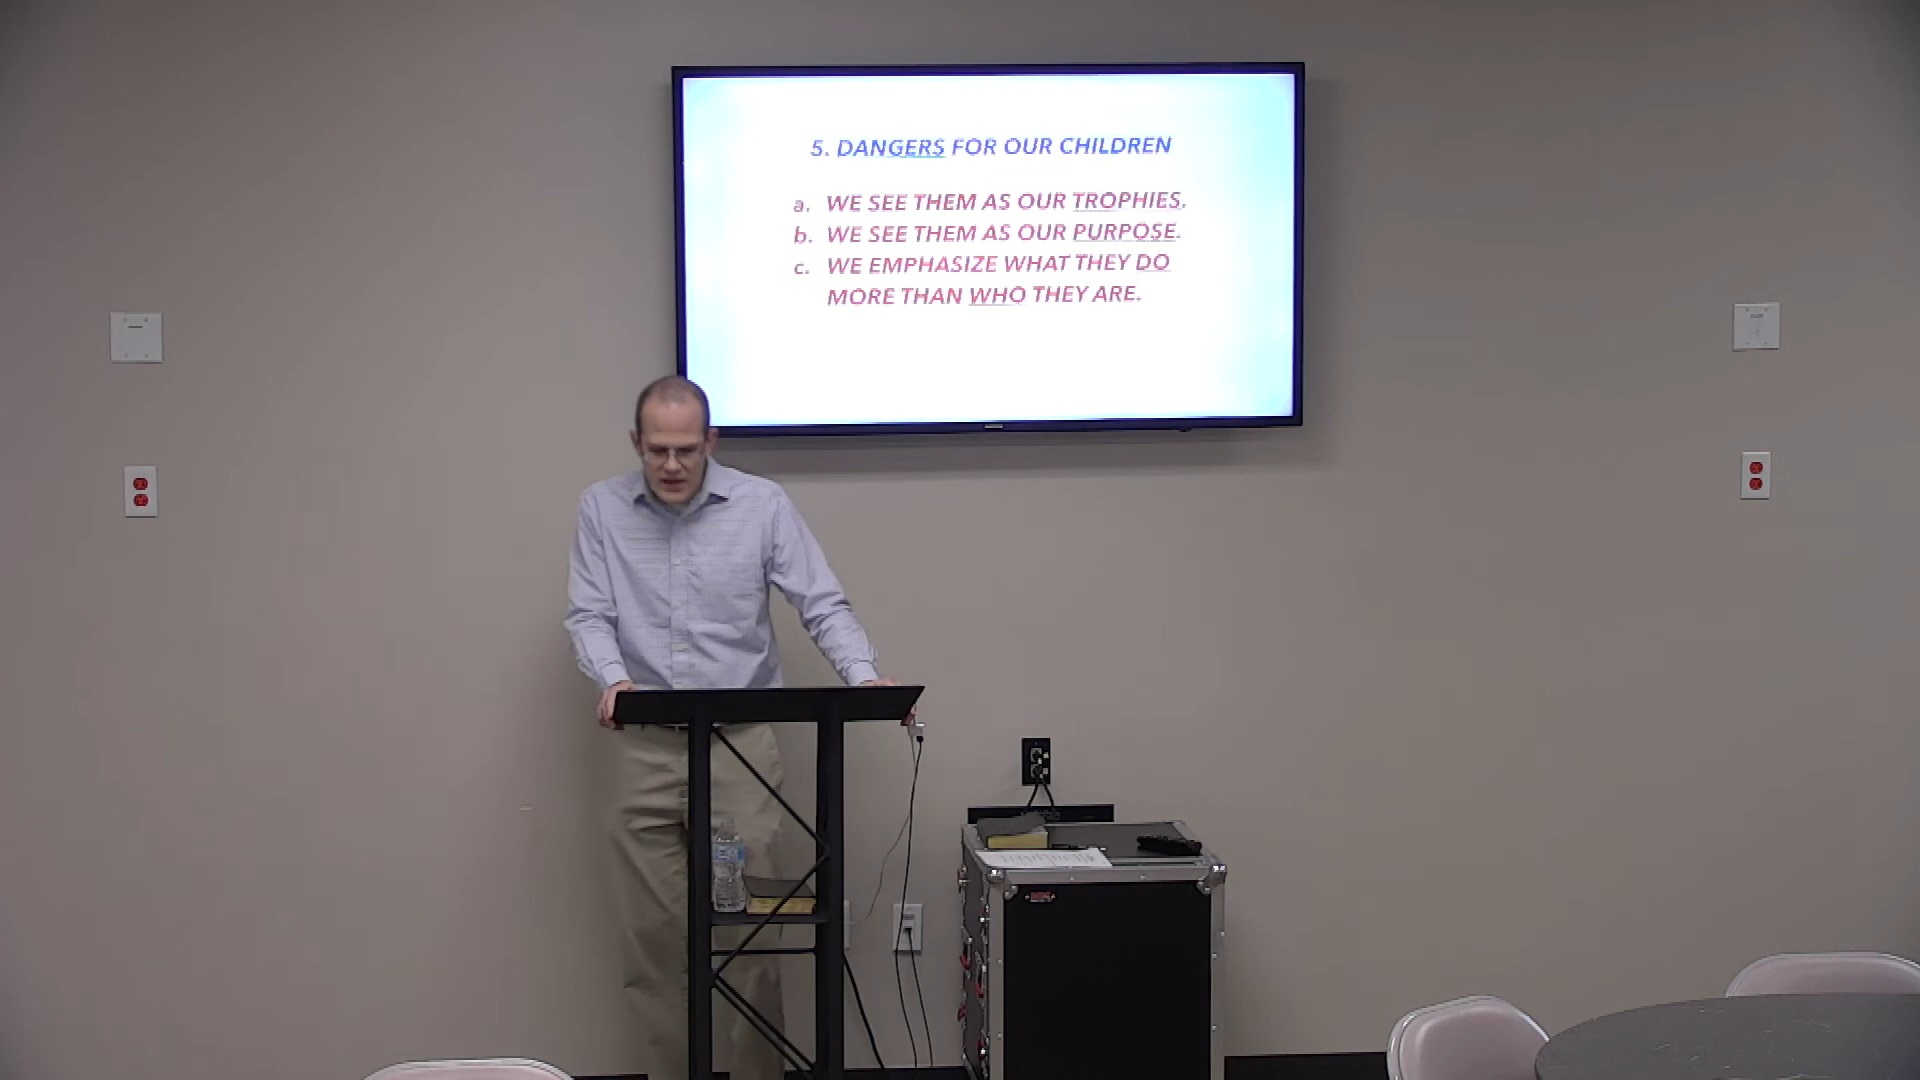 5. DANGERS FOR OUR CHILDREN
a. WE SEE THEM AS OUR TROPHIES.
b. WE SEE THEM AS OUR PURPOSE.
c. WE EMPHASIZE WHAT THEY DO
MORE THAN WHO THEY ARE.